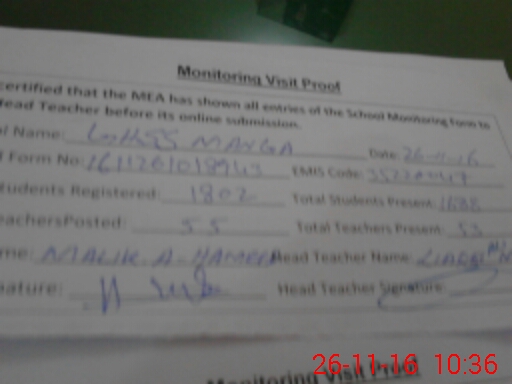 Monitoring Visit Proof
certified that the MEA has shown all entries of the School Monitoring Form to
Head Teacher before its online submission.
ol Name: GHSS MANGA Date: 26-11-16
Form No: EMIS Code:
tudents Registered: 1802 Total Students Present: 1688
eachersPosted: 55 Total Teachers Present: 53
me: MALIK A. HAMEED Head Teacher Name:
nature: Head Teacher Signature:
Monitoring Visit Proof
26-11-16 10:36